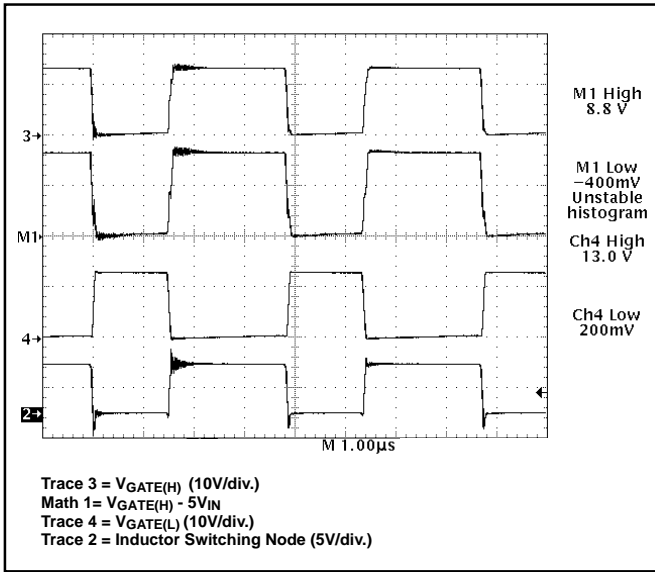 M1 High
8.8 V
3→
M1 Low
−400mV
Unstable
histogram
M1→
Ch4 High
13.0 V
Ch4 Low
200mV
4→
2→
M 1.00µs
Trace 3 = VGATE(H) (10V/div.)
Math 1= VGATE(H) - 5VIN
Trace 4 = VGATE(L) (10V/div.)
Trace 2 = Inductor Switching Node (5V/div.)